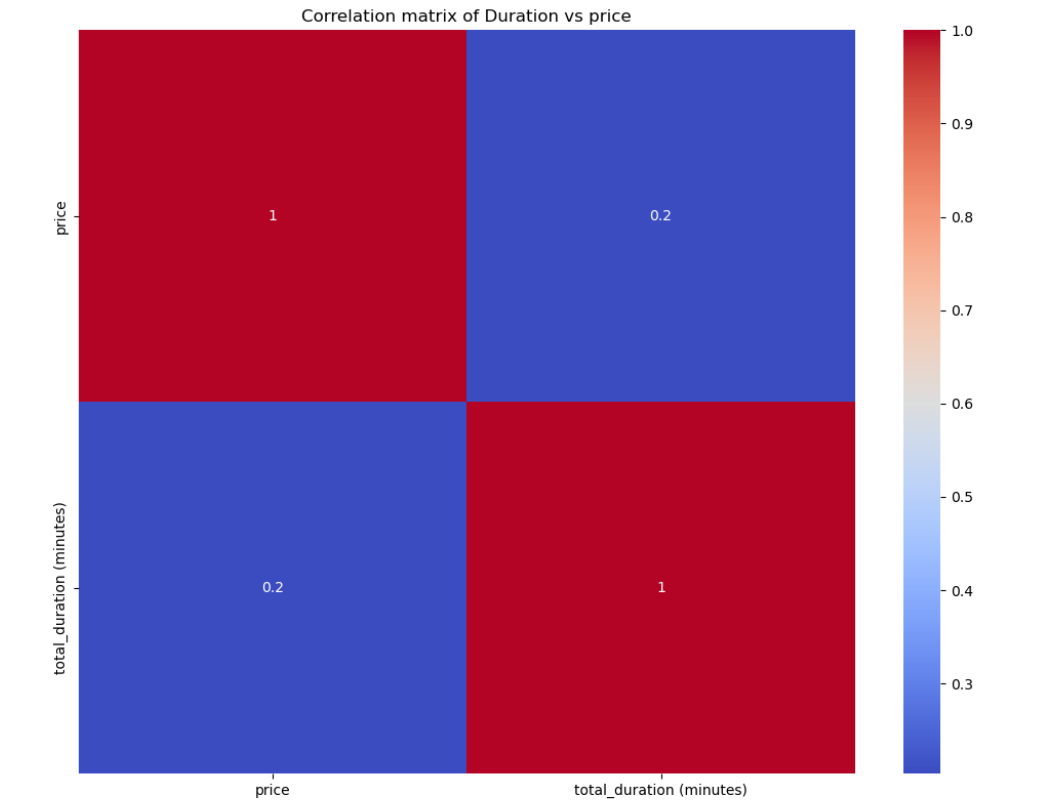 Correlation matrix of Duration vs price
price
total_duration (minutes)
1
0.2
0.2
1
price
total_duration (minutes)
1.0
0.9
0.8
0.7
0.6
0.5
0.4
0.3